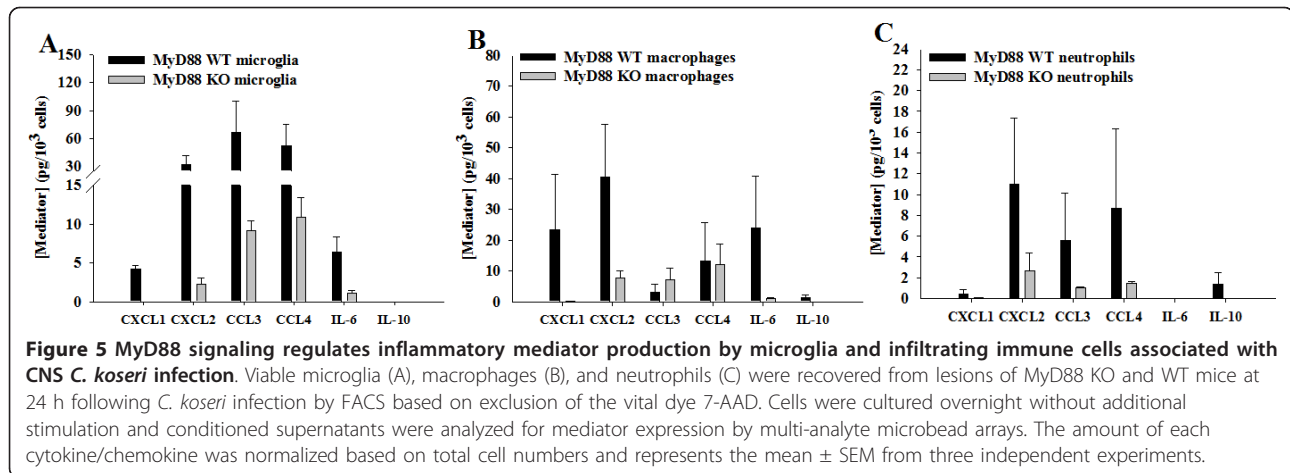 A
MyD88 WT microglia
MyD88 KO microglia
[Mediator] (pg/10³ cells)
150
120
90
60
30
15
10
5
0
CXCL1 CXCL2 CCL3 CCL4 IL-6 IL-10
B
MyD88 WT macrophages
MyD88 KO macrophages
[Mediator] (pg/10³ cells)
80
70
60
50
40
30
20
10
0
CXCL1 CXCL2 CCL3 CCL4 IL-6 IL-10
C
MyD88 WT neutrophils
MyD88 KO neutrophils
[Mediator] (pg/10³ cells)
24
22
20
18
16
14
12
10
8
6
4
2
0
CXCL1 CXCL2 CCL3 CCL4 IL-6 IL-10
Figure 5 MyD88 signaling regulates inflammatory mediator production by microglia and infiltrating immune cells associated with
CNS C. koseri infection. Viable microglia (A), macrophages (B), and neutrophils (C) were recovered from lesions of MyD88 KO and WT mice at
24 h following C. koseri infection by FACS based on exclusion of the vital dye 7-AAD. Cells were cultured overnight without additional
stimulation and conditioned supernatants were analyzed for mediator expression by multi-analyte microbead arrays. The amount of each
cytokine/chemokine was normalized based on total cell numbers and represents the mean ± SEM from three independent experiments.